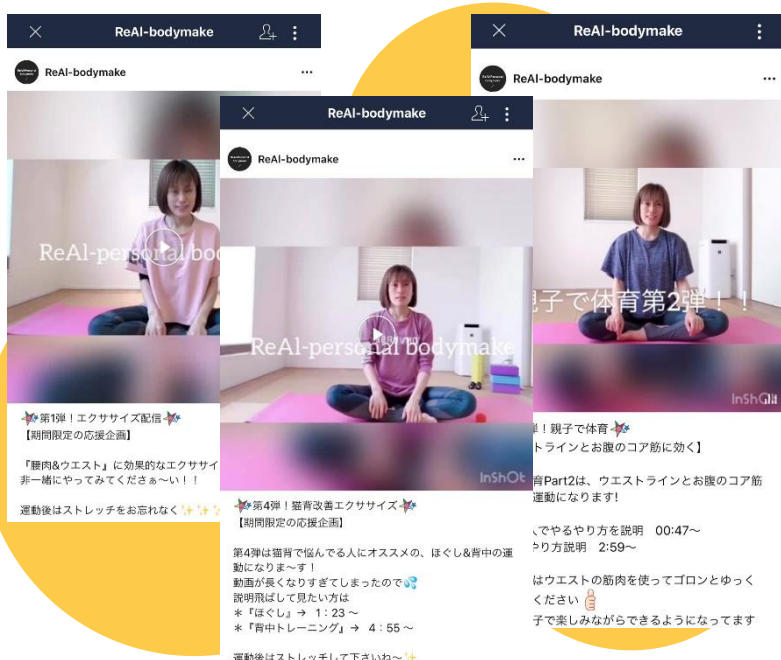 ReAl-bodymake
ReAl-bodymake
ReAl-personal bo
第1弾！エクササイズ配信
【期間限定の応援企画】
『腰肉&ウエスト』に効果的なエクササイ
非一緒にやってみてくださぁ〜い！！
運動後はストレッチをお忘れなく
ReAl-bodymake
ReAl-bodymake
ReAl-personal bodymake
InShOt
第4弾！猫背改善エクササイズ
【期間限定の応援企画】
第4弾は猫背で悩んでる人にオススメの、ほぐし&背中の運
動になりま〜す！
動画が長くなりすぎてしまったので
説明飛ばして見たい方は
＊『ほぐし』→ 1：23 〜
＊『背中トレーニング』→ 4：55 〜
運動後はストレッチして下さいね〜
ReAl-bodymake
ReAl-bodymake
親子で体育第2弾！！
InShOt
！親子で体育
トラインとお腹のコア筋に効く】
育Part2は、ウエストラインとお腹のコア筋
運動になります!
でやるやり方を説明 00:47〜
やり方説明 2:59〜
はウエストの筋肉を使ってゴロンとゆっく
ください
子で楽しみながらできるようになってます